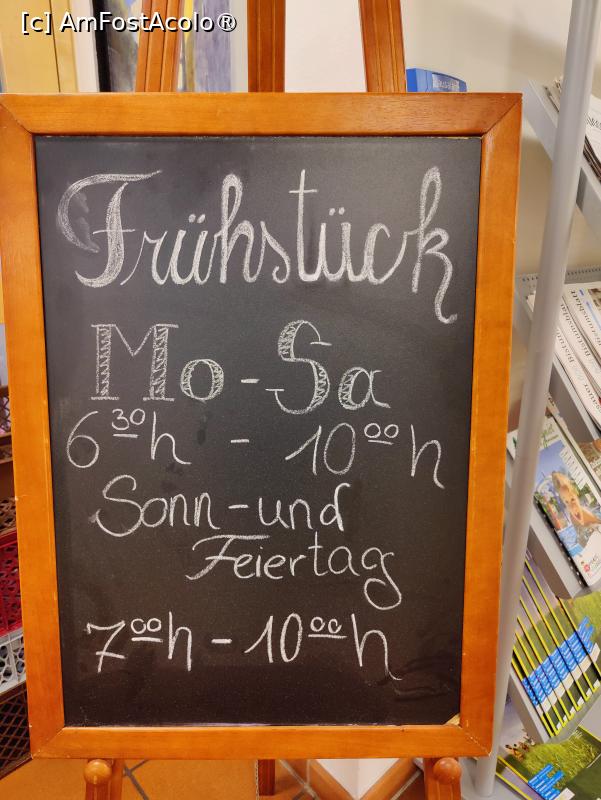 [c] AmFostAcolo®
Frühstück
Mo-Sa
6³⁰h - 10⁰⁰h
Sonn-und
Feiertag
7⁰⁰h - 10⁰⁰h